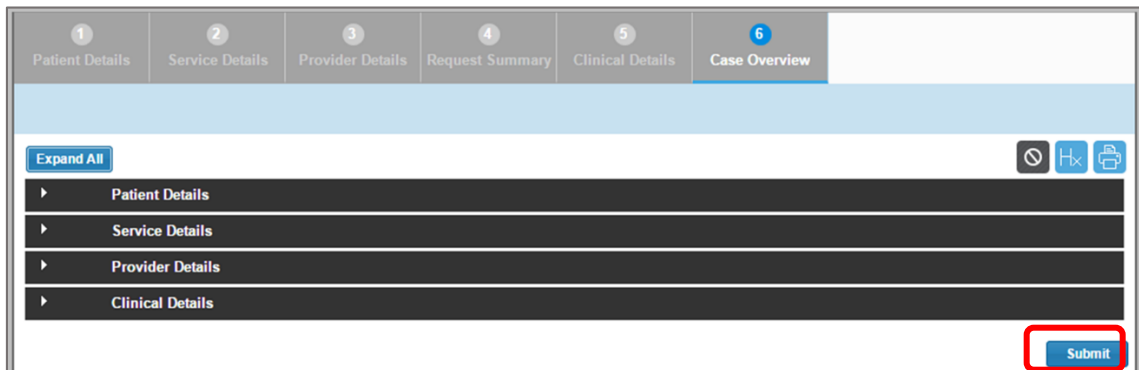 1 2 3 4 5 6
Patient Details Service Details Provider Details Request Summary Clinical Details Case Overview
Expand All Hx
Patient Details
Service Details
Provider Details
Clinical Details
Submit